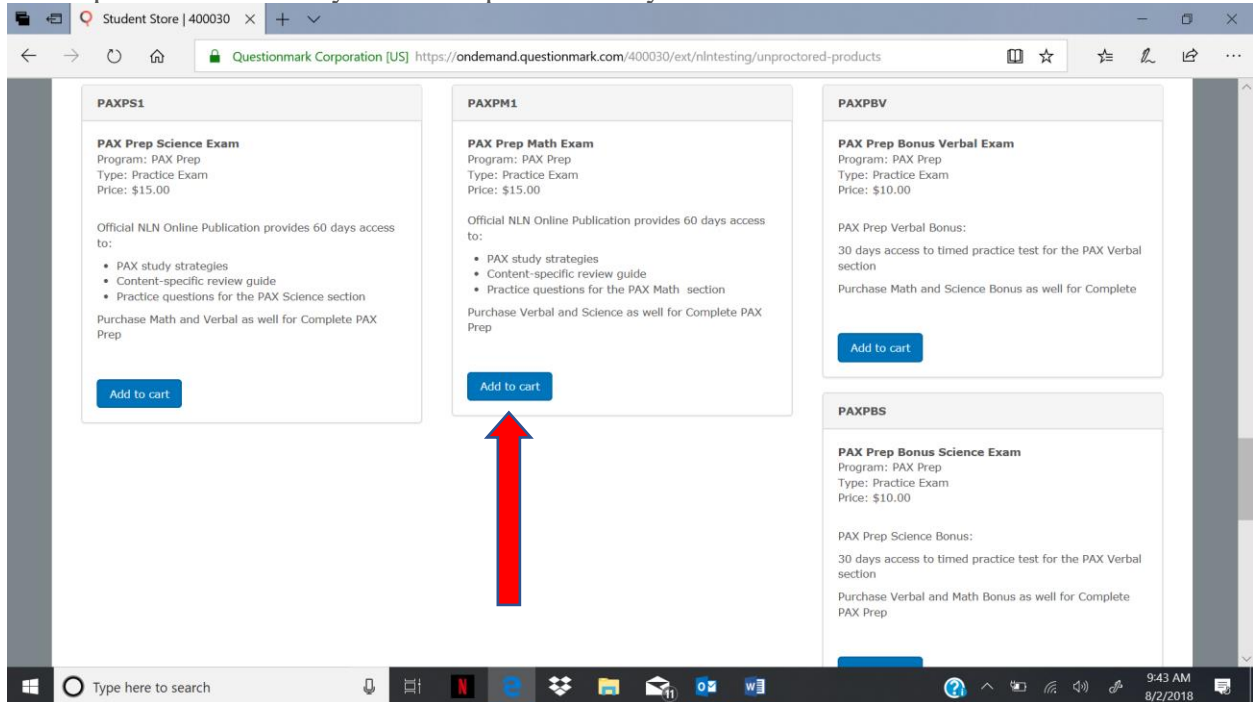 Student Store | 400030
Questionmark Corporation [US] https://ondemand.questionmark.com/400030/ext/nlntesting/unproctored-products
PAXPS1
PAX Prep Science Exam
Program: PAX Prep
Type: Practice Exam
Price: $15.00
Official NLN Online Publication provides 60 days access
to:
• PAX study strategies
• Content-specific review guide
• Practice questions for the PAX Science section
Purchase Math and Verbal as well for Complete PAX
Prep
Add to cart
PAXPM1
PAX Prep Math Exam
Program: PAX Prep
Type: Practice Exam
Price: $15.00
Official NLN Online Publication provides 60 days access
to:
• PAX study strategies
• Content-specific review guide
• Practice questions for the PAX Math section
Purchase Verbal and Science as well for Complete PAX
Prep
Add to cart
PAXPBV
PAX Prep Bonus Verbal Exam
Program: PAX Prep
Type: Practice Exam
Price: $10.00
PAX Prep Verbal Bonus:
30 days access to timed practice test for the PAX Verbal
section
Purchase Math and Science Bonus as well for Complete
Add to cart
PAXPBS
PAX Prep Bonus Science Exam
Program: PAX Prep
Type: Practice Exam
Price: $10.00
PAX Prep Science Bonus:
30 days access to timed practice test for the PAX Verbal
section
Purchase Verbal and Math Bonus as well for Complete
PAX Prep
Type here to search
11
9:43 AM
8/2/2018